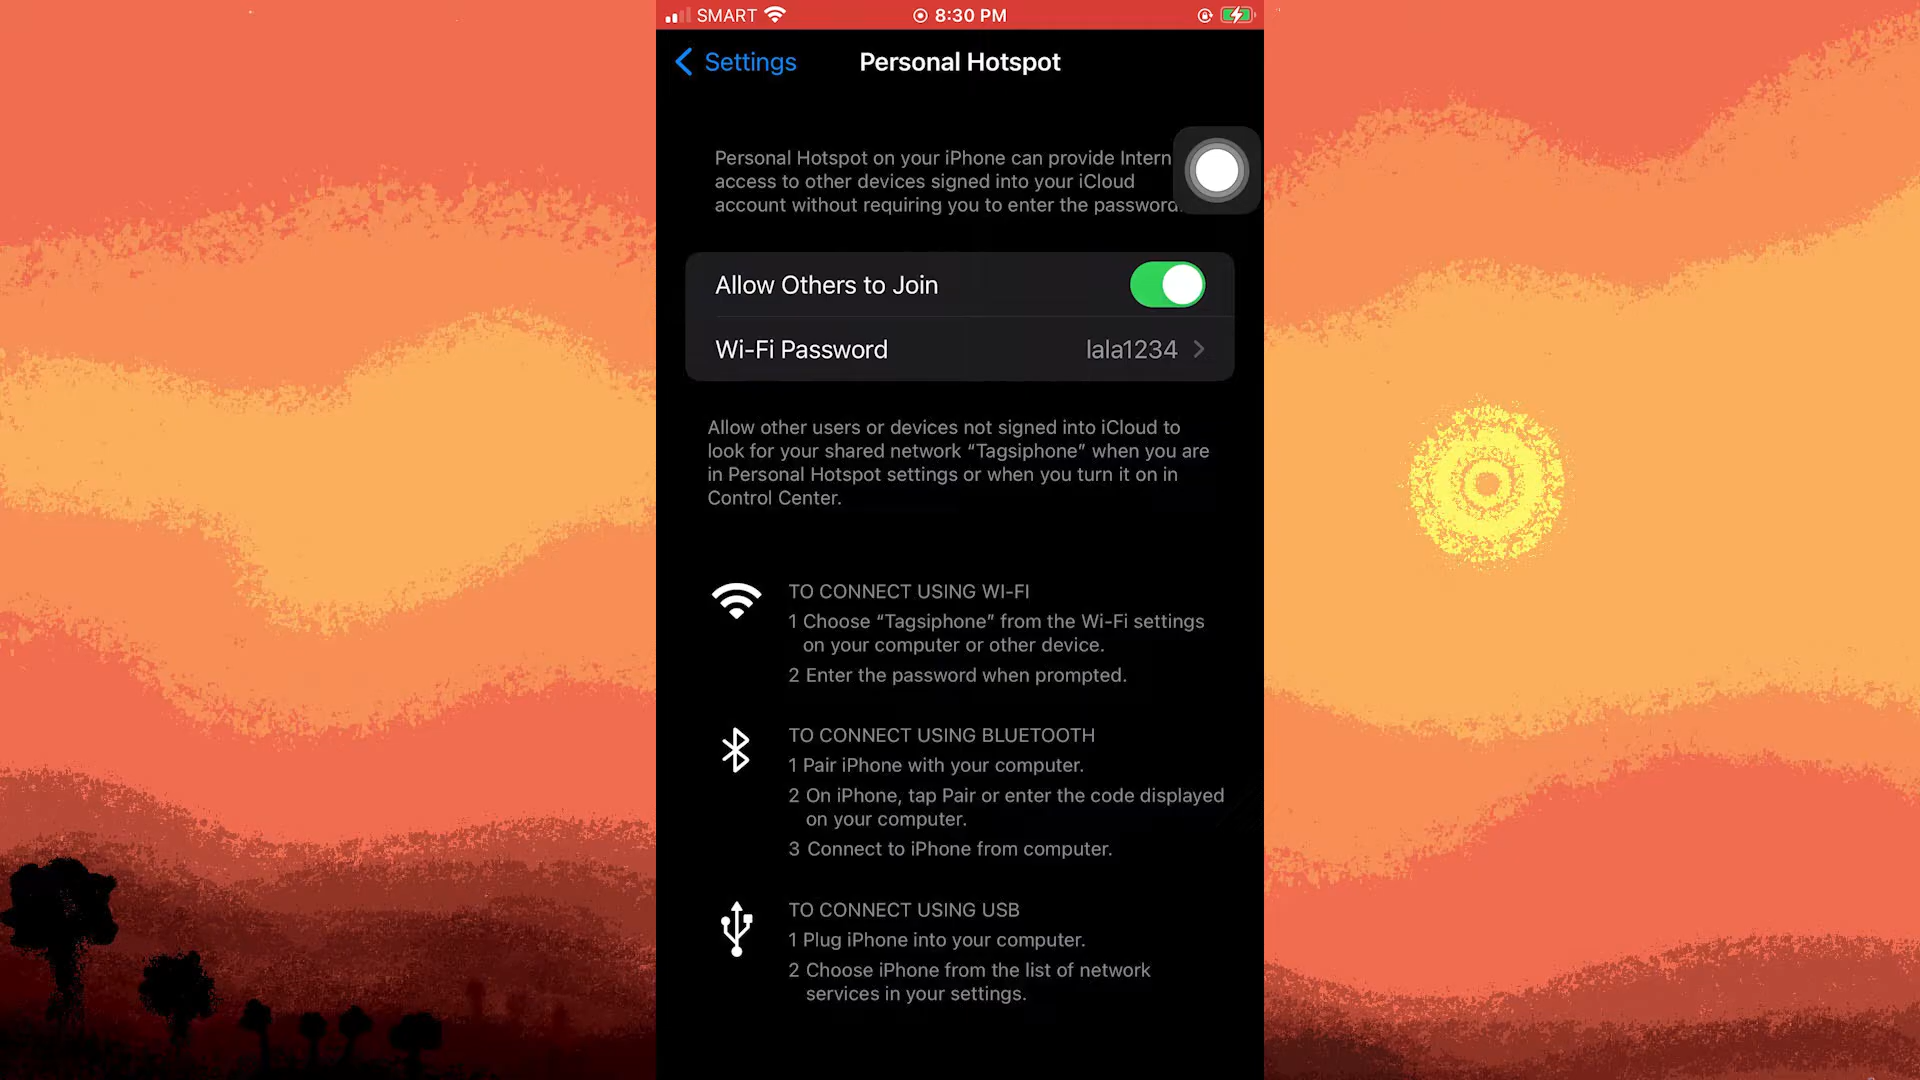 SMART 8:30 PM
Settings Personal Hotspot
Personal Hotspot on your iPhone can provide Intern
access to other devices signed into your iCloud
account without requiring you to enter the password.
Allow Others to Join
Wi-Fi Password lala1234
Allow other users or devices not signed into iCloud to
look for your shared network “Tagsiphone” when you are
in Personal Hotspot settings or when you turn it on in
Control Center.
TO CONNECT USING WI-FI
1 Choose “Tagsiphone” from the Wi-Fi settings
on your computer or other device.
2 Enter the password when prompted.
TO CONNECT USING BLUETOOTH
1 Pair iPhone with your computer.
2 On iPhone, tap Pair or enter the code displayed
on your computer.
3 Connect to iPhone from computer.
TO CONNECT USING USB
1 Plug iPhone into your computer.
2 Choose iPhone from the list of network
services in your settings.